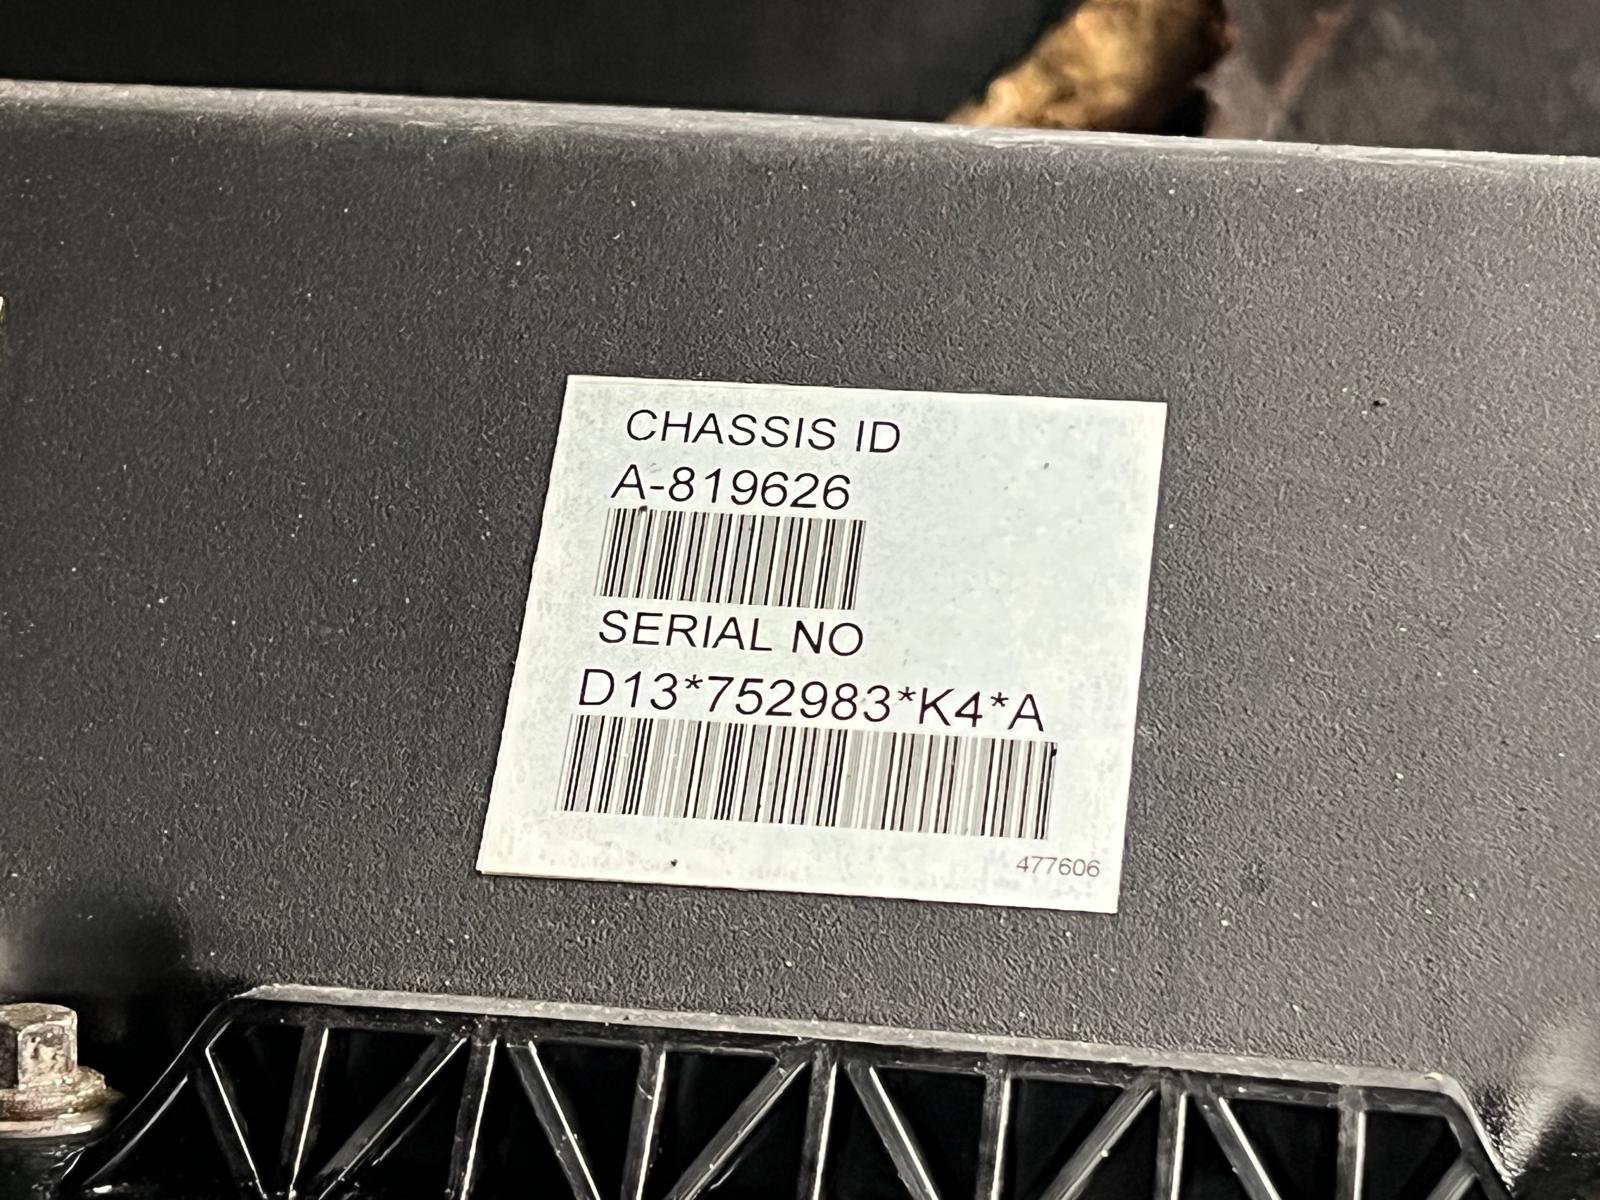 CHASSIS ID
A-819626
SERIAL NO
D13*752983*K4*A
477606